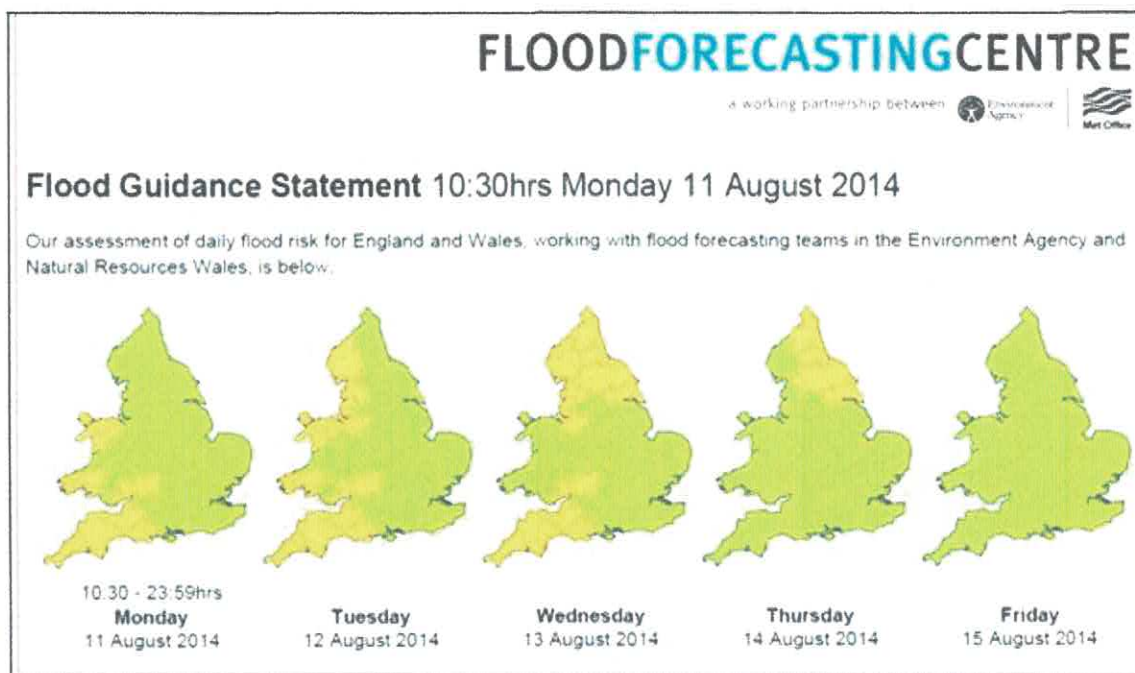 FLOODFORECASTINGCENTRE
a working partnership between Environment Agency Met Office
Flood Guidance Statement 10:30hrs Monday 11 August 2014
Our assessment of daily flood risk for England and Wales, working with flood forecasting teams in the Environment Agency and
Natural Resources Wales, is below.
10:30 - 23:59hrs
Monday Tuesday Wednesday Thursday Friday
11 August 2014 12 August 2014 13 August 2014 14 August 2014 15 August 2014